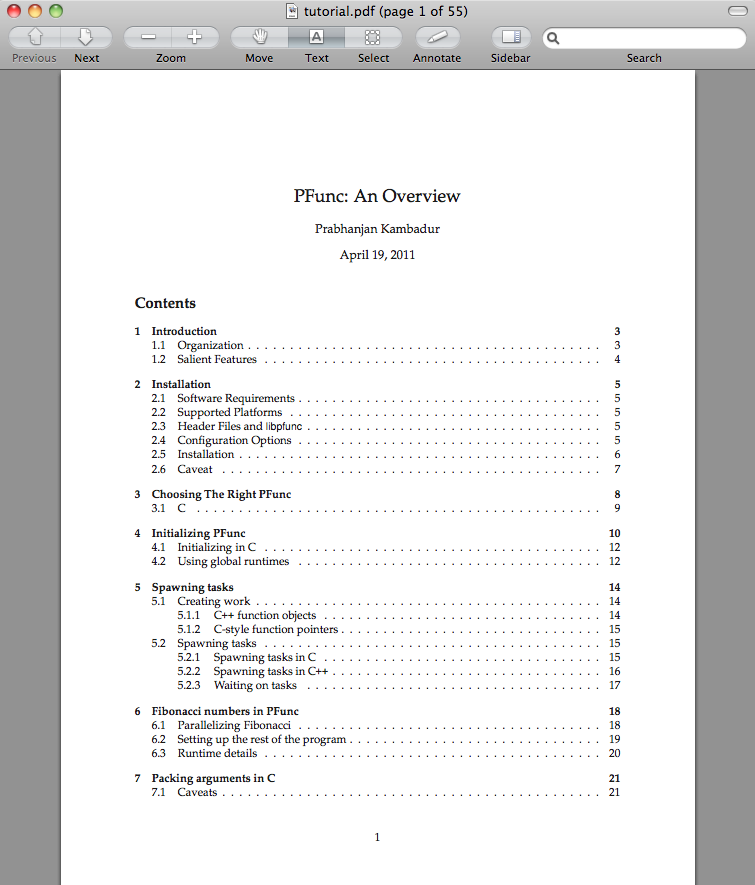 tutorial.pdf (page 1 of 55)
Previous Next Zoom Move Text Select Annotate Sidebar Search
PFunc: An Overview
Prabhanjan Kambadur
April 19, 2011
Contents
1 Introduction 3
1.1 Organization . . . . . . . . . . . . . . . . . . . . . . . . . . . . . . . . . . . . . . . . . 3
1.2 Salient Features . . . . . . . . . . . . . . . . . . . . . . . . . . . . . . . . . . . . . . . 4
2 Installation 5
2.1 Software Requirements . . . . . . . . . . . . . . . . . . . . . . . . . . . . . . . . . . . 5
2.2 Supported Platforms . . . . . . . . . . . . . . . . . . . . . . . . . . . . . . . . . . . . 5
2.3 Header Files and libpfunc . . . . . . . . . . . . . . . . . . . . . . . . . . . . . . . . . . 5
2.4 Configuration Options . . . . . . . . . . . . . . . . . . . . . . . . . . . . . . . . . . . 5
2.5 Installation . . . . . . . . . . . . . . . . . . . . . . . . . . . . . . . . . . . . . . . . . . 6
2.6 Caveat . . . . . . . . . . . . . . . . . . . . . . . . . . . . . . . . . . . . . . . . . . . . 7
3 Choosing The Right PFunc 8
3.1 C . . . . . . . . . . . . . . . . . . . . . . . . . . . . . . . . . . . . . . . . . . . . . . . 9
4 Initializing PFunc 10
4.1 Initializing in C . . . . . . . . . . . . . . . . . . . . . . . . . . . . . . . . . . . . . . . 12
4.2 Using global runtimes . . . . . . . . . . . . . . . . . . . . . . . . . . . . . . . . . . . 12
5 Spawning tasks 14
5.1 Creating work . . . . . . . . . . . . . . . . . . . . . . . . . . . . . . . . . . . . . . . . 14
5.1.1 C++ function objects . . . . . . . . . . . . . . . . . . . . . . . . . . . . . . . . . 14
5.1.2 C-style function pointers . . . . . . . . . . . . . . . . . . . . . . . . . . . . . . . 15
5.2 Spawning tasks . . . . . . . . . . . . . . . . . . . . . . . . . . . . . . . . . . . . . . . 15
5.2.1 Spawning tasks in C . . . . . . . . . . . . . . . . . . . . . . . . . . . . . . . . . 15
5.2.2 Spawning tasks in C++ . . . . . . . . . . . . . . . . . . . . . . . . . . . . . . . . 16
5.2.3 Waiting on tasks . . . . . . . . . . . . . . . . . . . . . . . . . . . . . . . . . . . 17
6 Fibonacci numbers in PFunc 18
6.1 Parallelizing Fibonacci . . . . . . . . . . . . . . . . . . . . . . . . . . . . . . . . . . . 18
6.2 Setting up the rest of the program . . . . . . . . . . . . . . . . . . . . . . . . . . . . . 19
6.3 Runtime details . . . . . . . . . . . . . . . . . . . . . . . . . . . . . . . . . . . . . . . 20
7 Packing arguments in C 21
7.1 Caveats . . . . . . . . . . . . . . . . . . . . . . . . . . . . . . . . . . . . . . . . . . . . 21
1